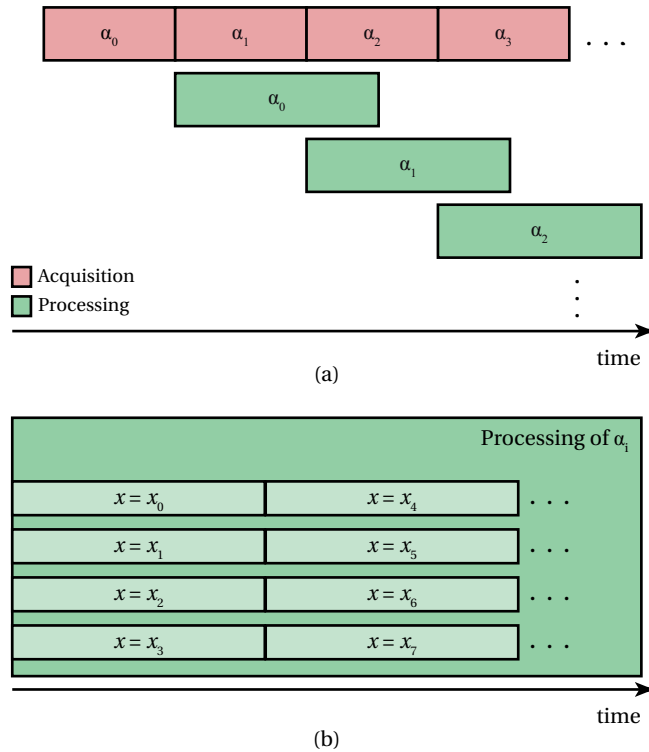 α₀ α₁ α₂ α₃ . . .
α₀
α₁
α₂
Acquisition
Processing
time
(a)
Processing of αᵢ
x = x₀ x = x₄ . . .
x = x₁ x = x₅ . . .
x = x₂ x = x₆ . . .
x = x₃ x = x₇ . . .
time
(b)